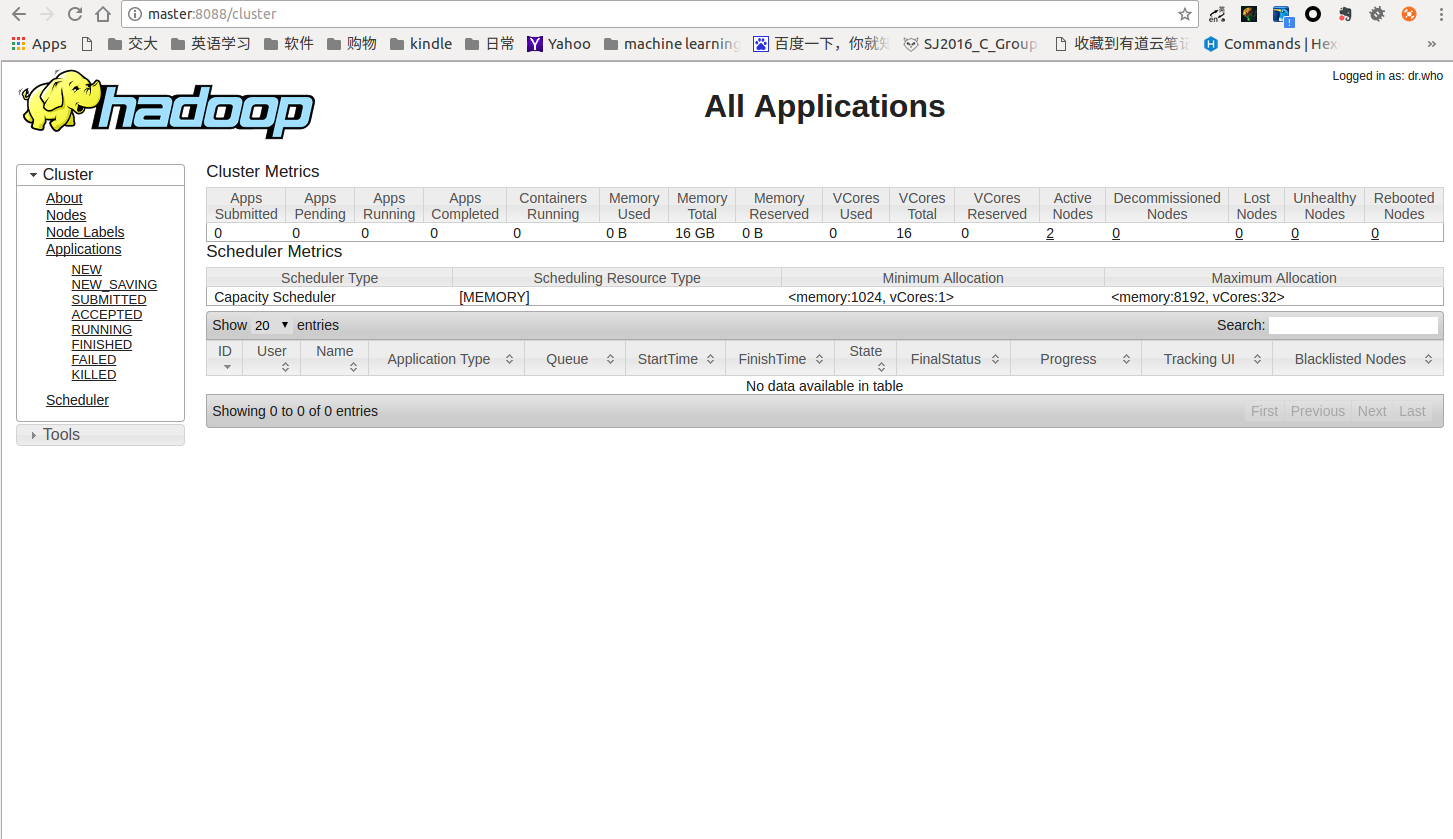 master:8088/cluster
Apps 交大 英语学习 软件 购物 kindle 日常 Yahoo machine learning 百度一下，你就知 SJ2016_C_Group 收藏到有道云笔记 Commands | Hex »
Logged in as: dr.who
hadoop
All Applications
Cluster
About
Nodes
Node Labels
Applications
NEW
NEW_SAVING
SUBMITTED
ACCEPTED
RUNNING
FINISHED
FAILED
KILLED
Scheduler
Tools
Cluster Metrics
Apps Submitted Apps Pending Apps Running Apps Completed Containers Running Memory Used Memory Total Memory Reserved VCores Used VCores Total VCores Reserved Active Nodes Decommissioned Nodes Lost Nodes Unhealthy Nodes Rebooted Nodes
0 0 0 0 0 0 B 16 GB 0 B 0 16 0 2 0 0 0 0
Scheduler Metrics
Scheduler Type Scheduling Resource Type Minimum Allocation Maximum Allocation
Capacity Scheduler [MEMORY] <memory:1024, vCores:1> <memory:8192, vCores:32>
Show 20 entries Search:
ID User Name Application Type Queue StartTime FinishTime State FinalStatus Progress Tracking UI Blacklisted Nodes
No data available in table
Showing 0 to 0 of 0 entries First Previous Next Last